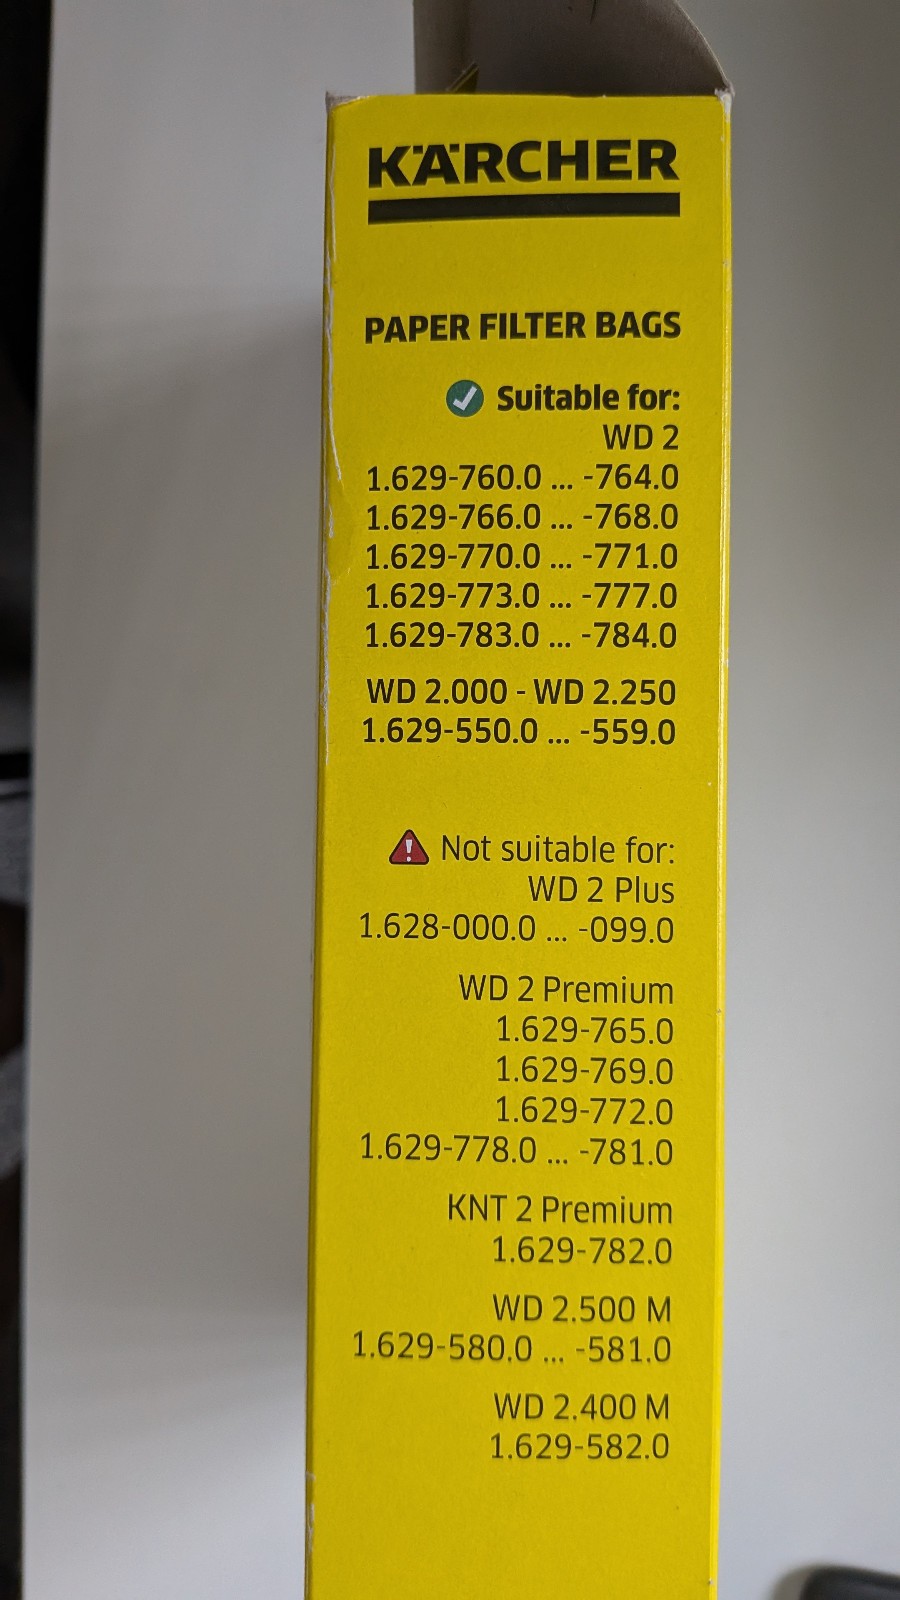 KÄRCHER
PAPER FILTER BAGS
Suitable for:
WD 2
1.629-760.0 ... -764.0
1.629-766.0 ... -768.0
1.629-770.0 ... -771.0
1.629-773.0 ... -777.0
1.629-783.0 ... -784.0
WD 2.000 - WD 2.250
1.629-550.0 ... -559.0
Not suitable for:
WD 2 Plus
1.628-000.0 ... -099.0
WD 2 Premium
1.629-765.0
1.629-769.0
1.629-772.0
1.629-778.0 ... -781.0
KNT 2 Premium
1.629-782.0
WD 2.500 M
1.629-580.0 ... -581.0
WD 2.400 M
1.629-582.0